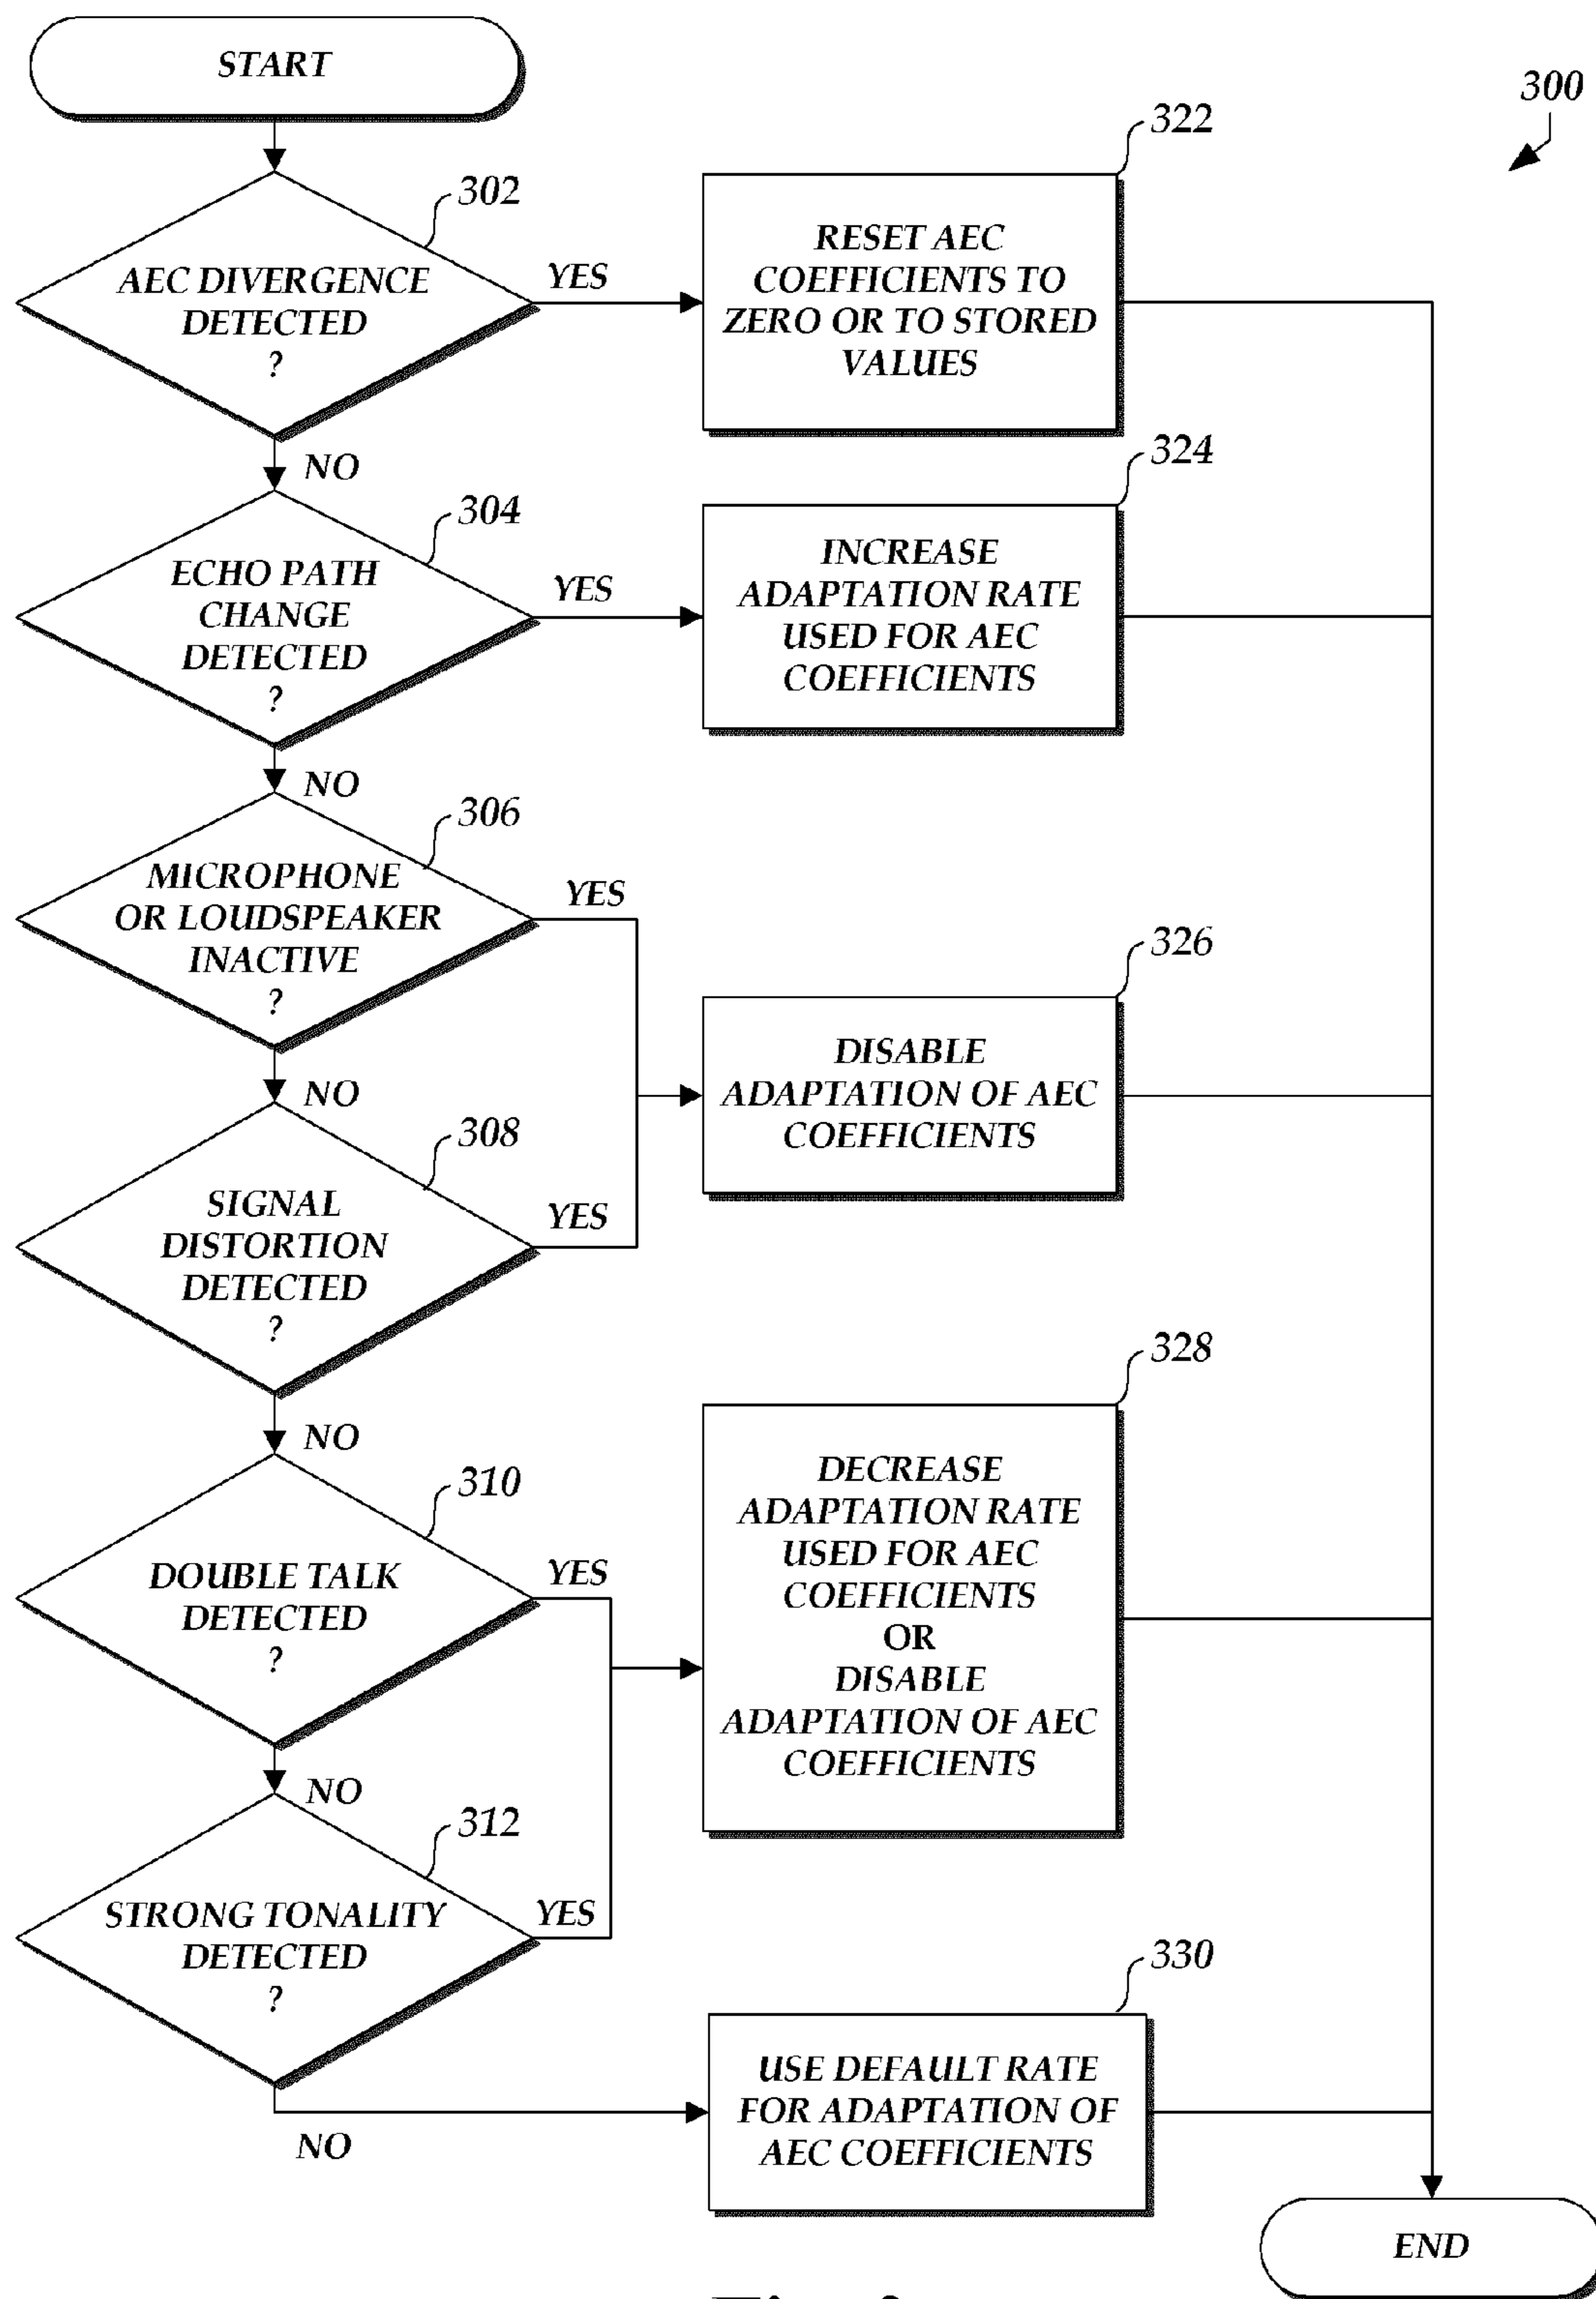 START
300
322
302
AEC DIVERGENCE
DETECTED
?
YES
RESET AEC
COEFFICIENTS TO
ZERO OR TO STORED
VALUES
NO
324
304
ECHO PATH
CHANGE
DETECTED
?
YES
INCREASE
ADAPTATION RATE
USED FOR AEC
COEFFICIENTS
NO
306
MICROPHONE
OR LOUDSPEAKER
INACTIVE
?
YES
326
DISABLE
ADAPTATION OF AEC
COEFFICIENTS
NO
308
SIGNAL
DISTORTION
DETECTED
?
YES
328
NO
310
DOUBLE TALK
DETECTED
?
YES
DECREASE
ADAPTATION RATE
USED FOR AEC
COEFFICIENTS
OR
DISABLE
ADAPTATION OF AEC
COEFFICIENTS
NO
312
STRONG TONALITY
DETECTED
?
YES
330
NO
USE DEFAULT RATE
FOR ADAPTATION OF
AEC COEFFICIENTS
END